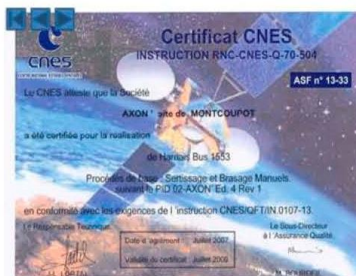 Certificat CNES
INSTRUCTION RNC-CNES-Q-70-504
cnes
ASF n° 13-33
Le CNES atteste que la Société
AXON' site de MONTCOUPOT
a été certifiée pour la réalisation
de Harnais Bus 1553
Procédés de base : Sertissage et Brasage Manuels
suivant le PID 02-AXON' Ed. 4 Rev 1
en conformité avec les exigences de l'instruction CNES/QFT/IN.0107-13.
Le Responsable Technique
Le Sous-Directeur
à l'Assurance Qualité
Date d'agrément : Juillet 2007
Validité du certificat : Juillet 2009